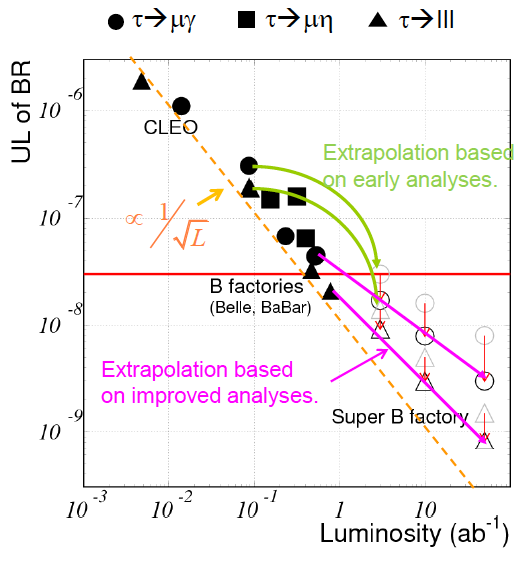 τ→μγ τ→μη τ→lll
UL of BR
10^-6
10^-7
10^-8
10^-9
CLEO
Extrapolation based
on early analyses.
∝ 1/√L
B factories
(Belle, BaBar)
Extrapolation based
on improved analyses.
Super B factory
10^-3 10^-2 10^-1 1 10
Luminosity (ab^-1)